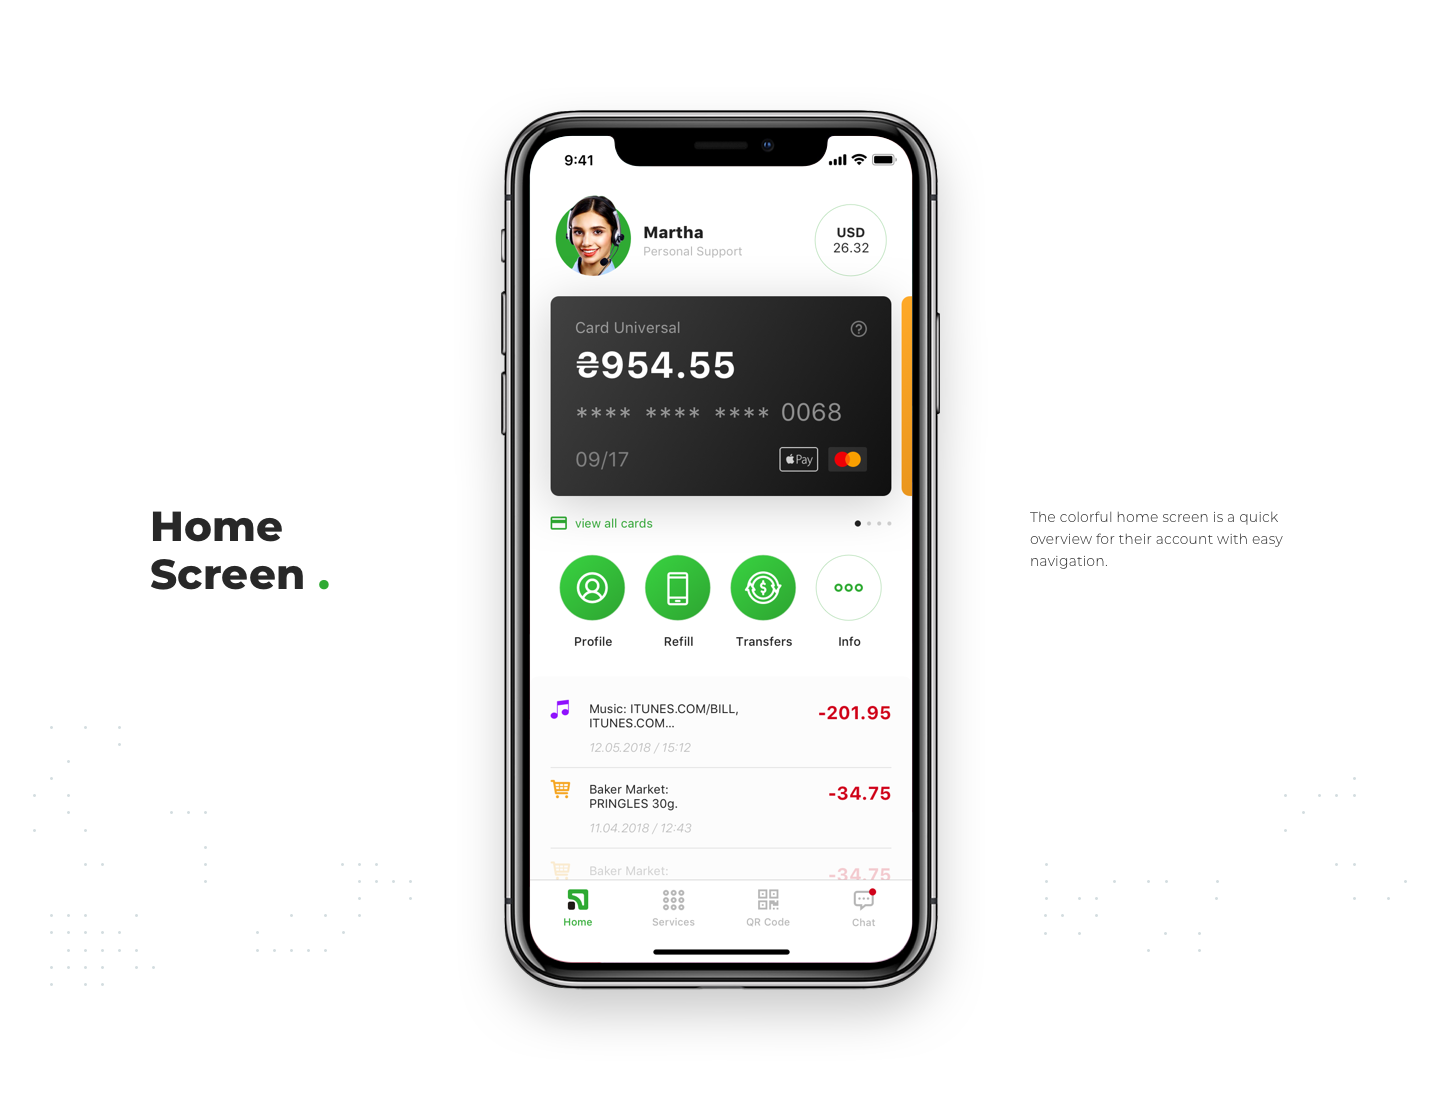 9:41
Martha
Personal Support
USD
26.32
Card Universal
₴954.55
**** **** **** 0068
09/17
Pay
view all cards
Profile
Refill
Transfers
Info
Music: ITUNES.COM/BILL,
ITUNES.COM...
-201.95
12.05.2018 / 15:12
Baker Market:
PRINGLES 30g.
-34.75
11.04.2018 / 12:43
Baker Market:
-34.75
Home
Services
QR Code
Chat
Home
Screen .
The colorful home screen is a quick
overview for their account with easy
navigation.